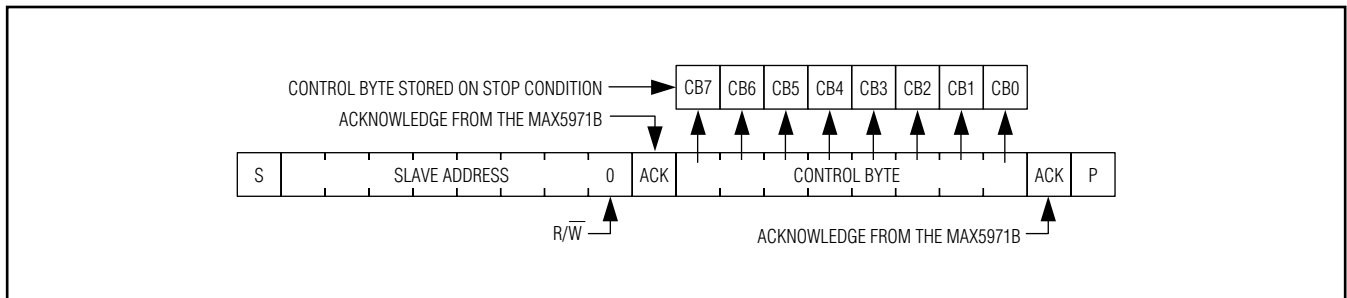 CONTROL BYTE STORED ON STOP CONDITION CB7 CB6 CB5 CB4 CB3 CB2 CB1 CB0
ACKNOWLEDGE FROM THE MAX5971B
S SLAVE ADDRESS 0 ACK CONTROL BYTE ACK P
R/W̅ ACKNOWLEDGE FROM THE MAX5971B